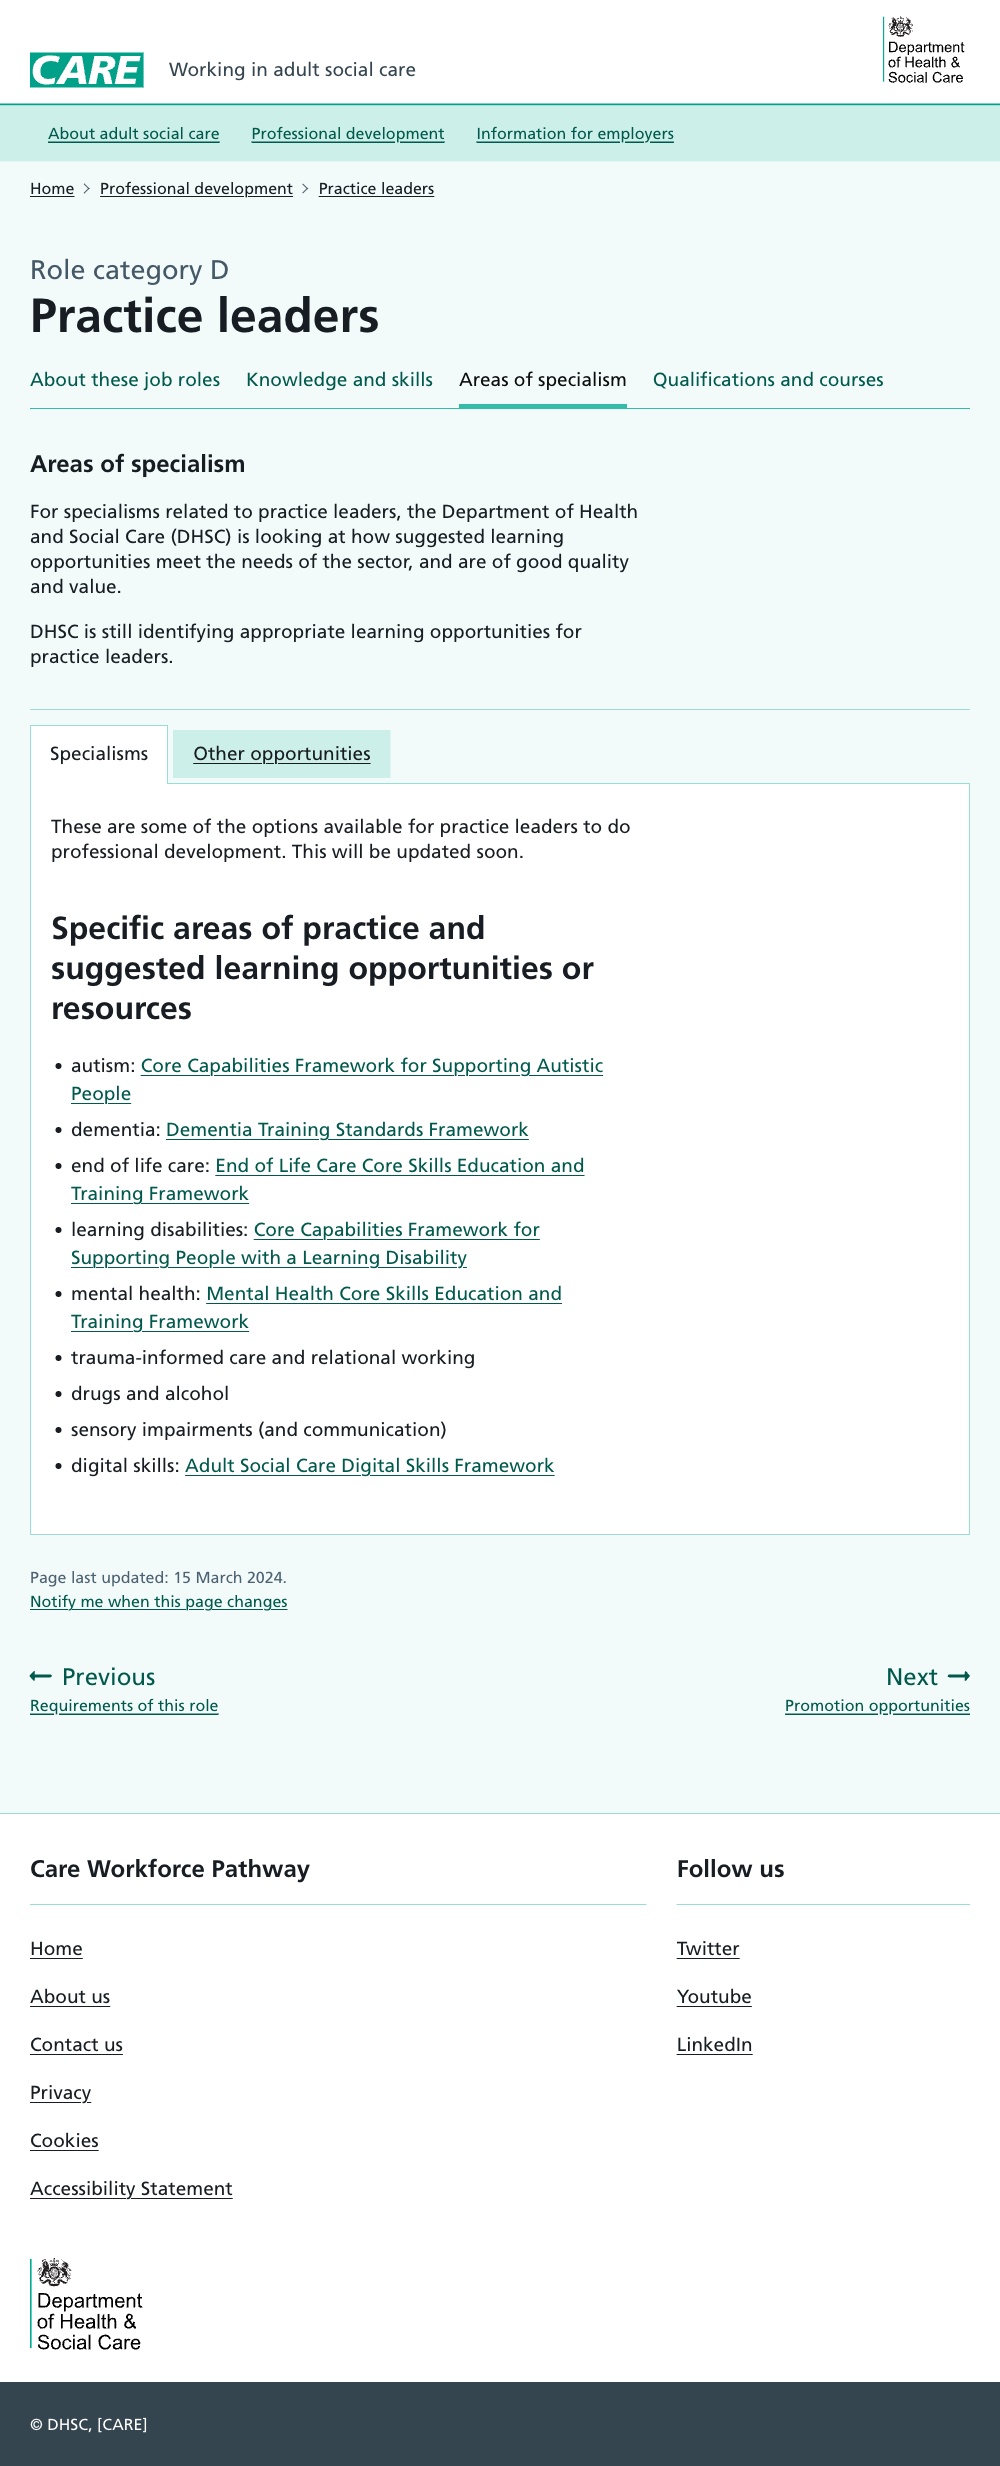 CARE Working in adult social care
Department
of Health &
Social Care
About adult social care Professional development Information for employers
Home Professional development Practice leaders
Role category D
Practice leaders
About these job roles Knowledge and skills Areas of specialism Qualifications and courses
Areas of specialism
For specialisms related to practice leaders, the Department of Health
and Social Care (DHSC) is looking at how suggested learning
opportunities meet the needs of the sector, and are of good quality
and value.
DHSC is still identifying appropriate learning opportunities for
practice leaders.
Specialisms Other opportunities
These are some of the options available for practice leaders to do
professional development. This will be updated soon.
Specific areas of practice and
suggested learning opportunities or
resources
• autism: Core Capabilities Framework for Supporting Autistic
People
• dementia: Dementia Training Standards Framework
• end of life care: End of Life Care Core Skills Education and
Training Framework
• learning disabilities: Core Capabilities Framework for
Supporting People with a Learning Disability
• mental health: Mental Health Core Skills Education and
Training Framework
• trauma-informed care and relational working
• drugs and alcohol
• sensory impairments (and communication)
• digital skills: Adult Social Care Digital Skills Framework
Page last updated: 15 March 2024.
Notify me when this page changes
← Previous
Requirements of this role
Next →
Promotion opportunities
Care Workforce Pathway
Home
About us
Contact us
Privacy
Cookies
Accessibility Statement
Follow us
Twitter
Youtube
LinkedIn
Department
of Health &
Social Care
© DHSC, [CARE]